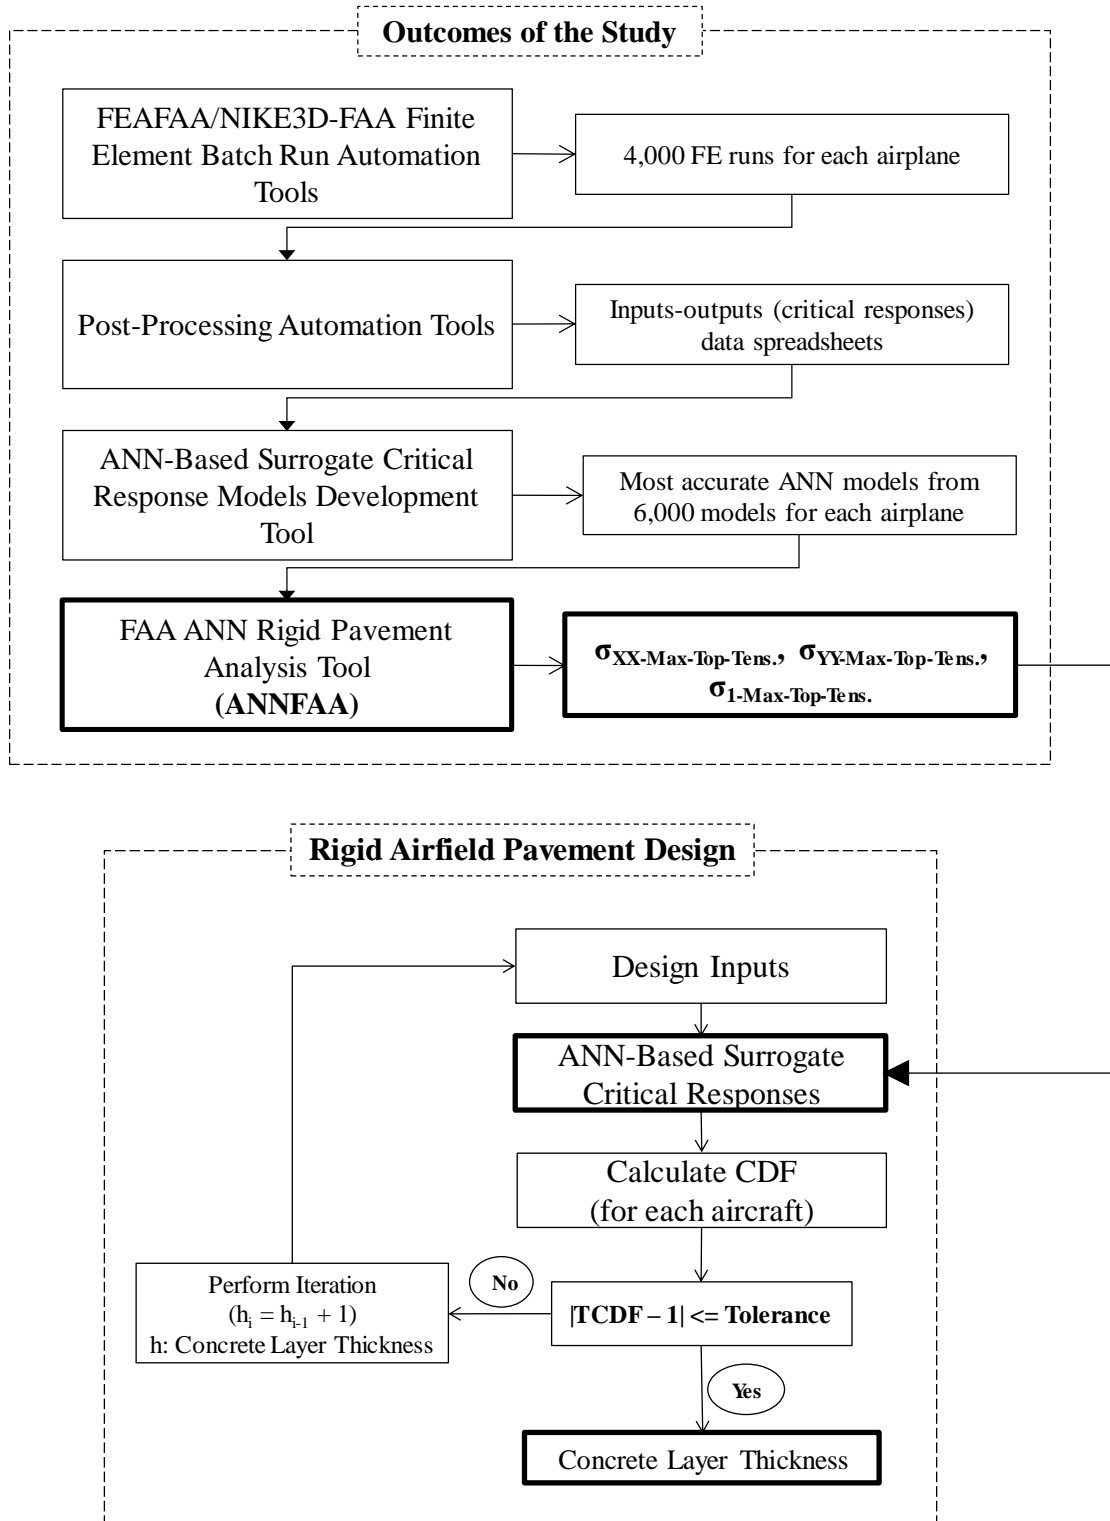 Outcomes of the Study
FEAFAA/NIKE3D-FAA Finite
Element Batch Run Automation
Tools
4,000 FE runs for each airplane
Post-Processing Automation Tools
Inputs-outputs (critical responses)
data spreadsheets
ANN-Based Surrogate Critical
Response Models Development
Tool
Most accurate ANN models from
6,000 models for each airplane
FAA ANN Rigid Pavement
Analysis Tool
(ANNFAA)
σXX-Max-Top-Tens., σYY-Max-Top-Tens.,
σ1-Max-Top-Tens.
Rigid Airfield Pavement Design
Design Inputs
ANN-Based Surrogate
Critical Responses
Calculate CDF
(for each aircraft)
|TCDF – 1| <= Tolerance
No
Perform Iteration
(hi = hi-1 + 1)
h: Concrete Layer Thickness
Yes
Concrete Layer Thickness